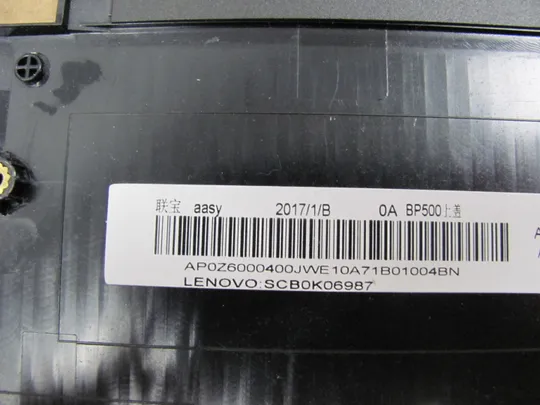 联宝 aasy 2017/1/B 0A BP500上盖
AP0Z6000400JWE10A71B01004BN
LENOVO:SCB0K06987